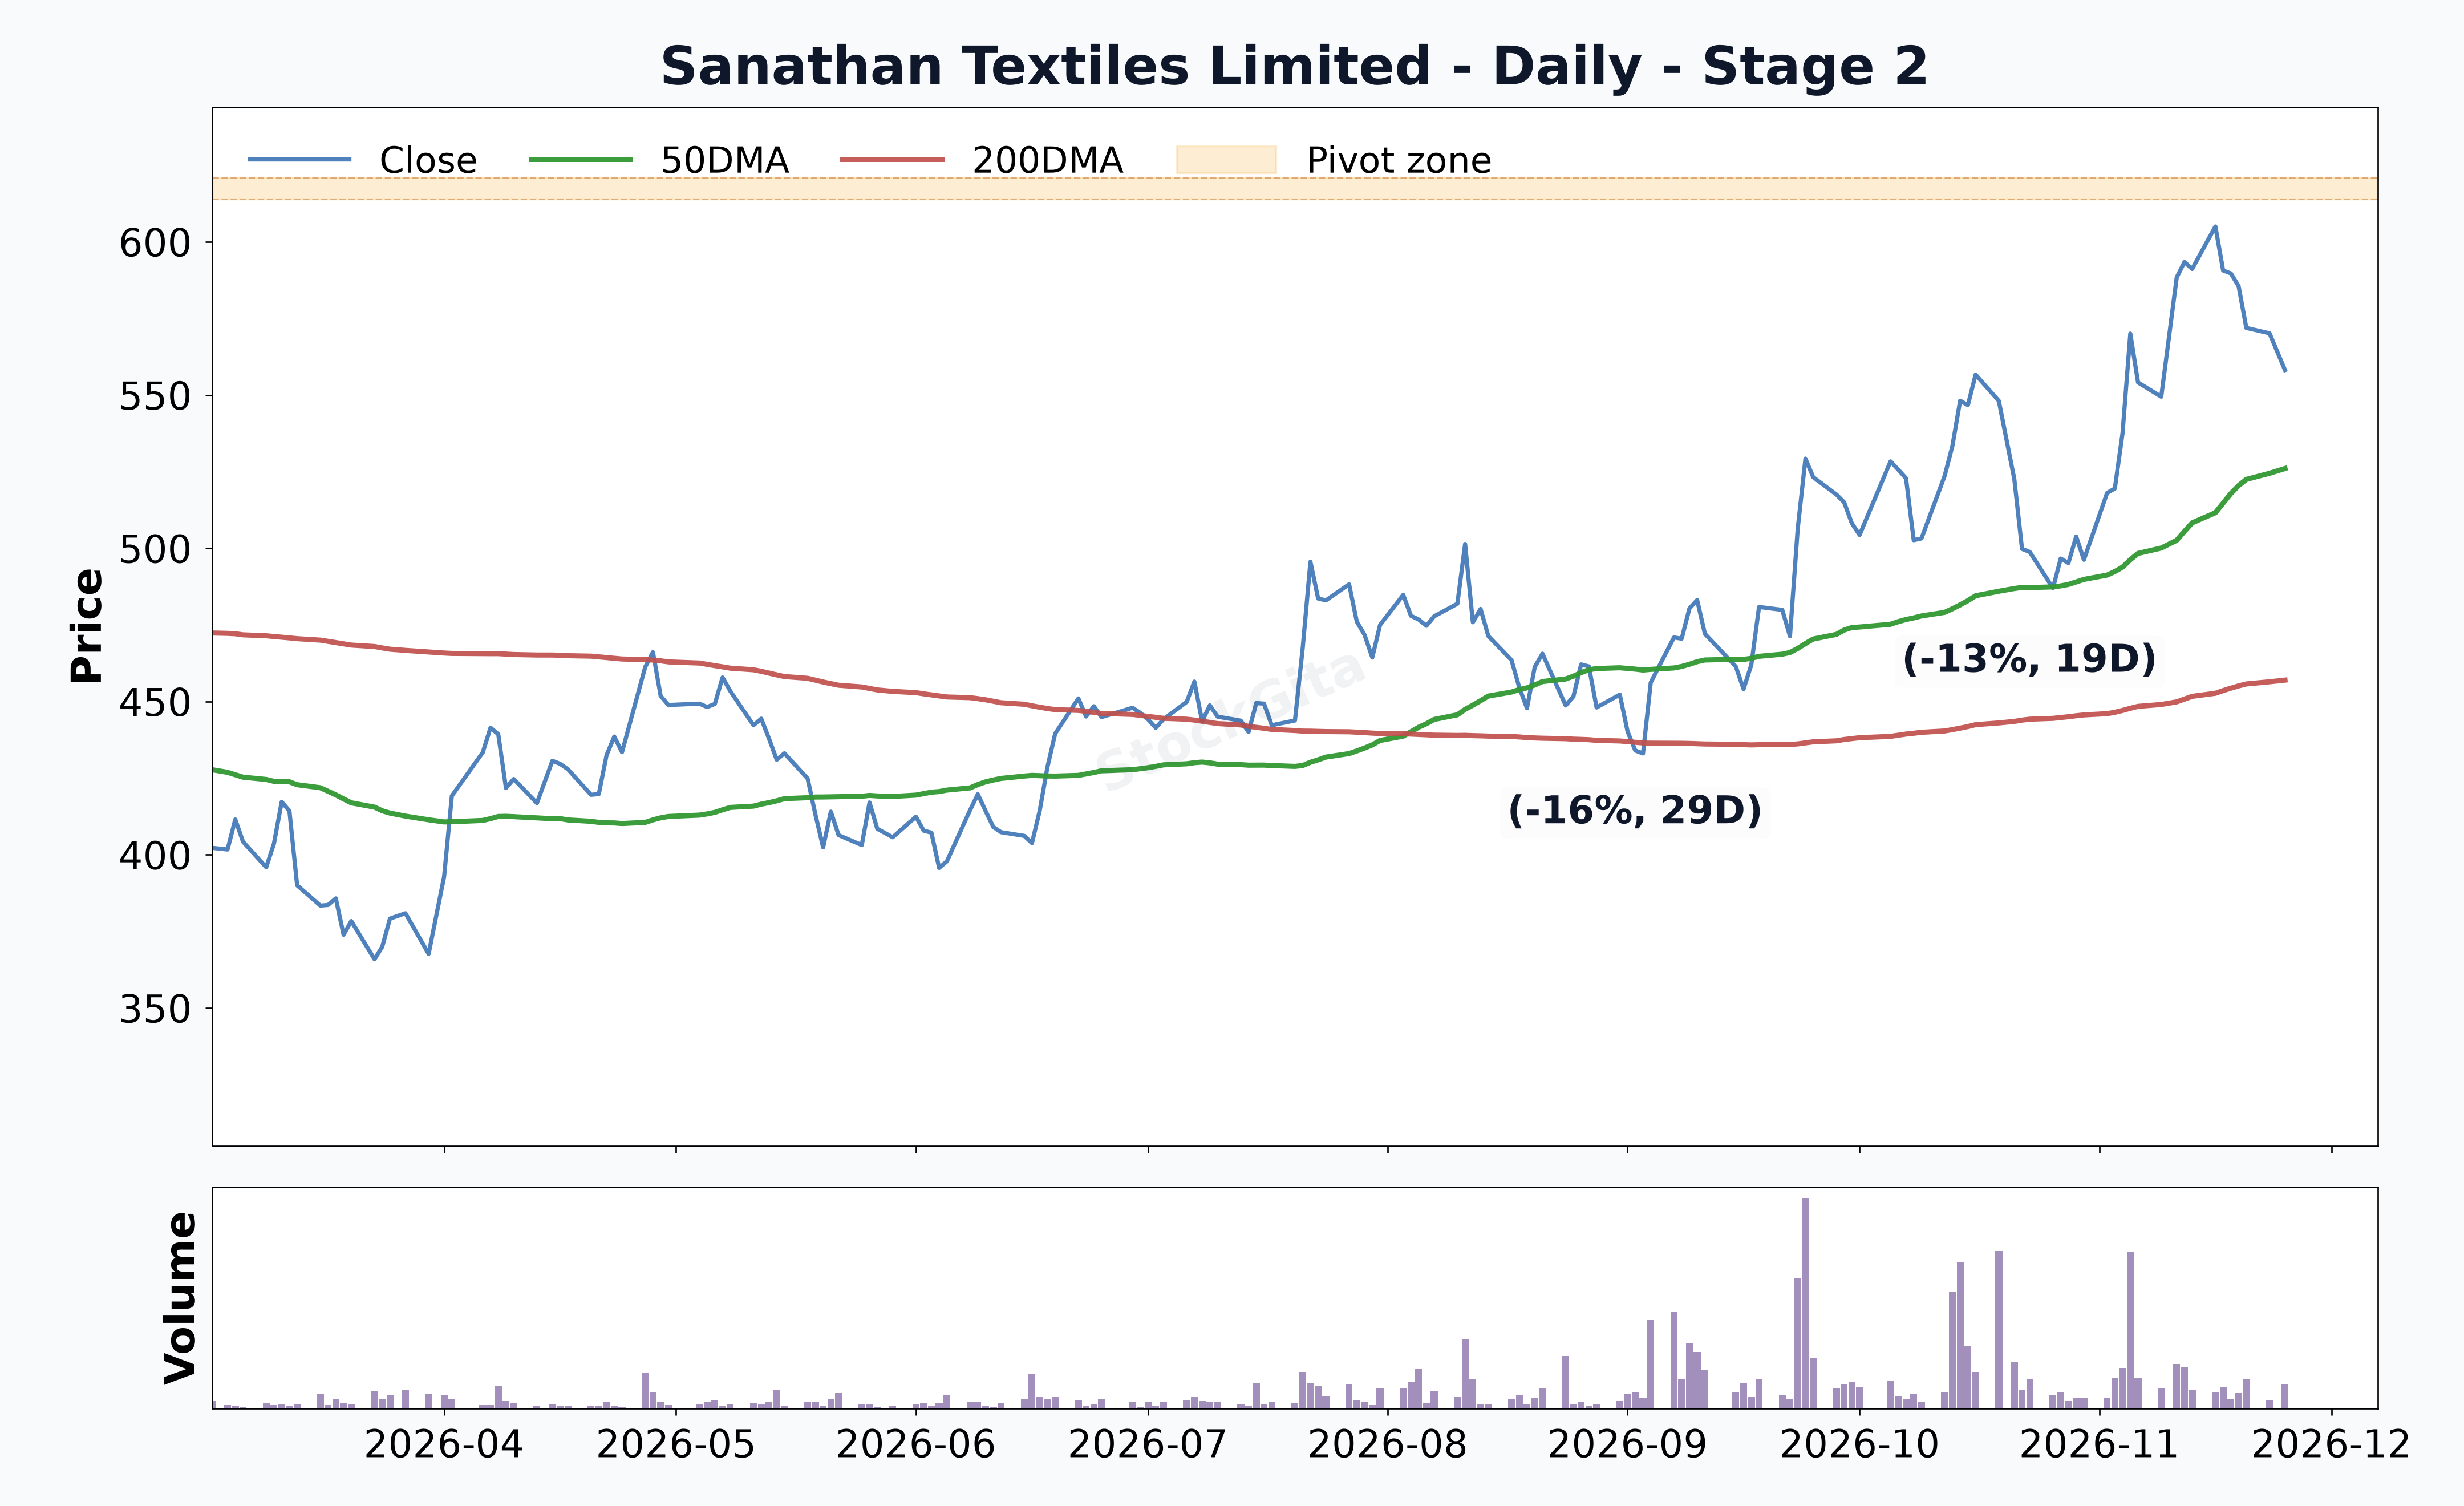 Sanathan Textiles Limited - Daily - Stage 2
Close 50DMA 200DMA Pivot zone
600
550
500
450
400
350
Price
StockGita
(-13%, 19D)
(-16%, 29D)
Volume
2026-04 2026-05 2026-06 2026-07 2026-08 2026-09 2026-10 2026-11 2026-12